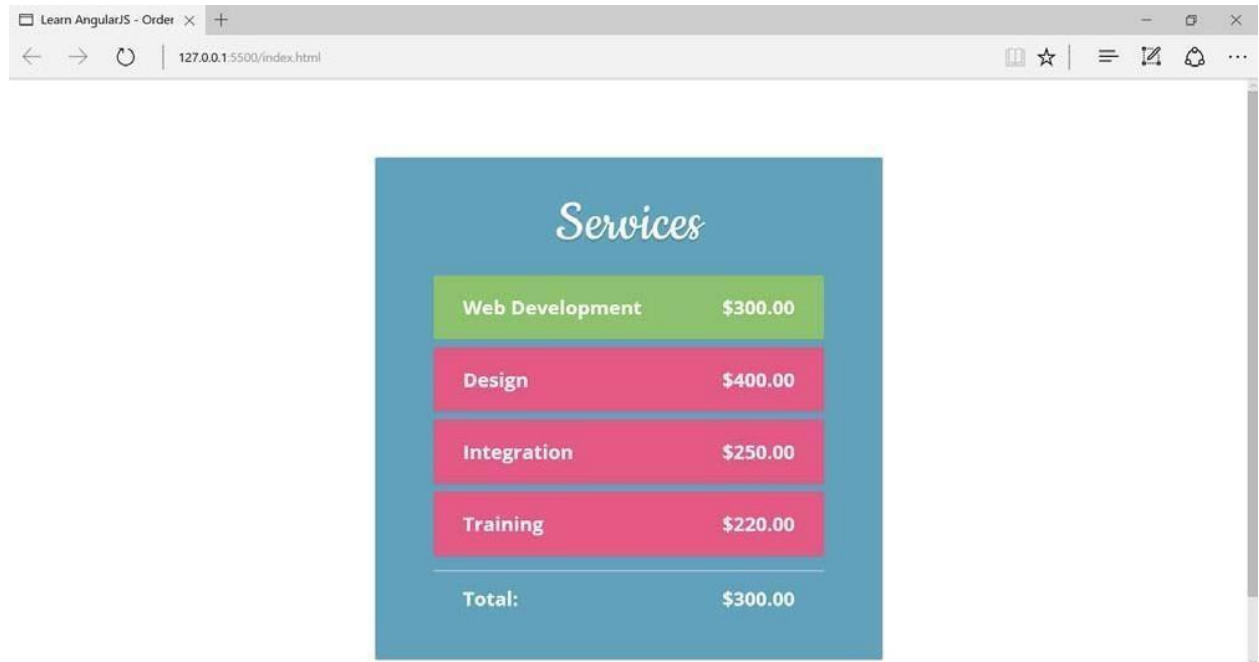 Learn AngularJS - Order
127.0.0.1:5500/index.html
Services
Web Development $300.00
Design $400.00
Integration $250.00
Training $220.00
Total: $300.00